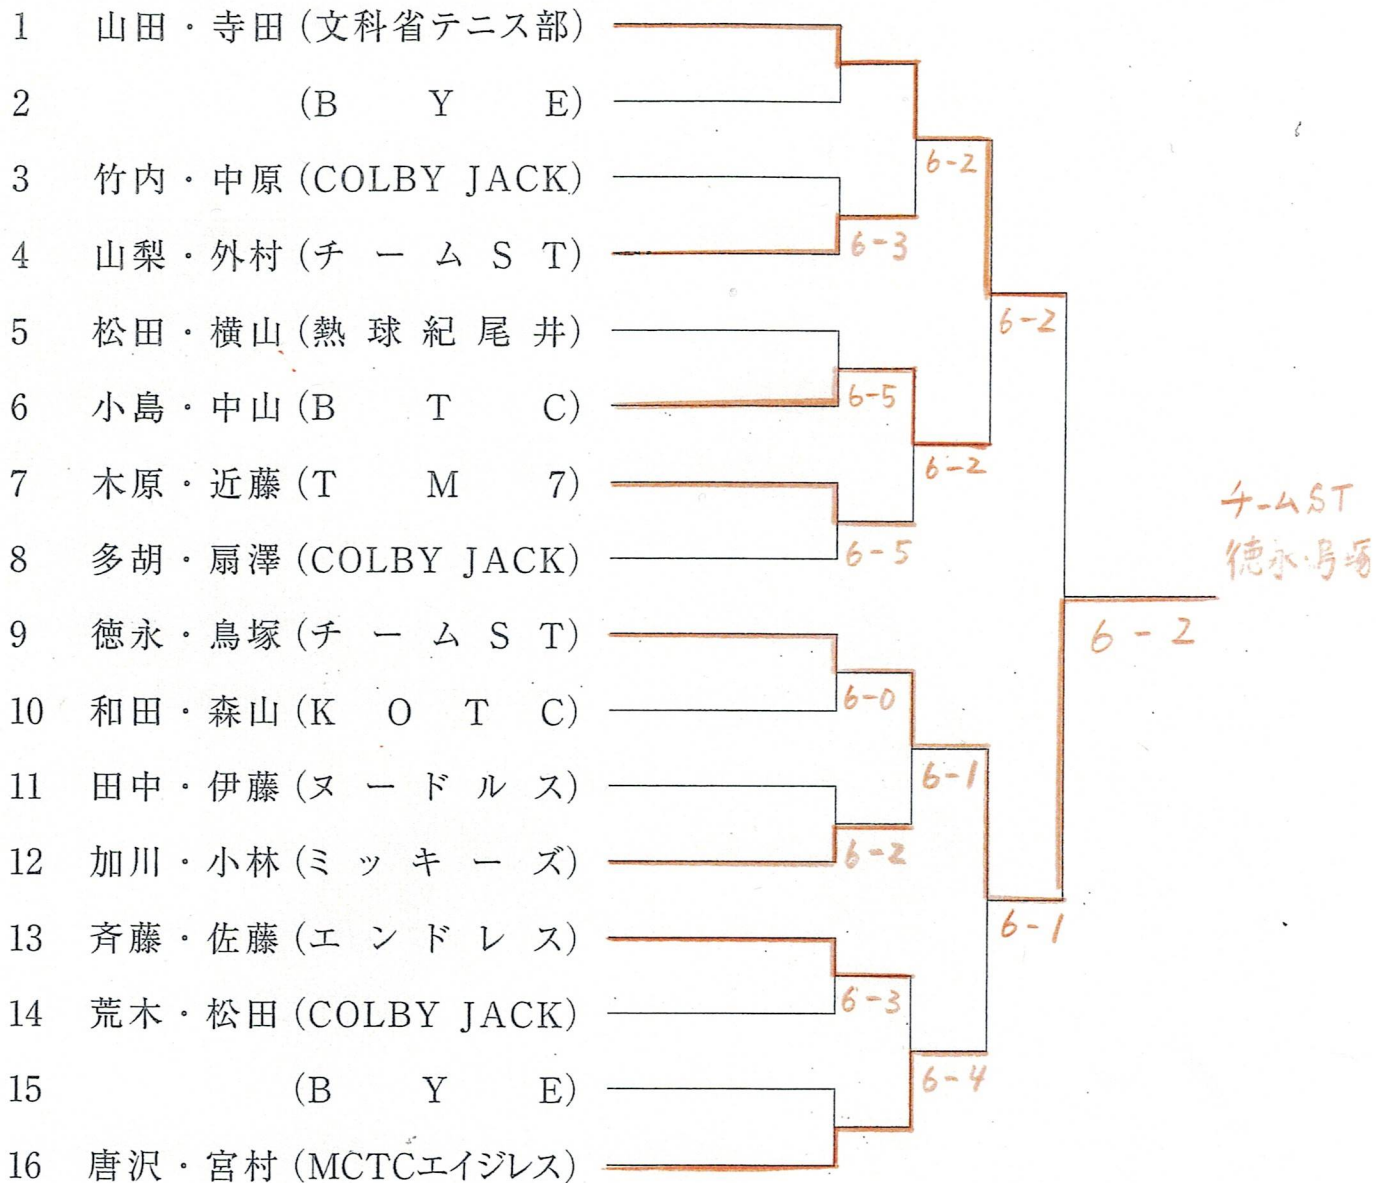 1 山田・寺田 (文科省テニス部)
2 (B Y E)
6-2
3 竹内・中原 (COLBY JACK)
6-3
4 山梨・外村 (チームST)
6-2
5 松田・横山 (熱球紀尾井)
6-5
6 小島・中山 (B T C)
6-2
7 木原・近藤 (T M 7)
チームST
6-5
8 多胡・扇澤 (COLBY JACK)
徳永・鳥塚
9 徳永・鳥塚 (チームST)
6-2
10 和田・森山 (K O T C)
6-0
11 田中・伊藤 (ヌードルス)
6-1
12 加川・小林 (ミッキーズ)
6-2
13 斉藤・佐藤 (エンドレス)
6-1
14 荒木・松田 (COLBY JACK)
6-3
15 (B Y E)
6-4
16 唐沢・宮村 (MCTCエイジレス)